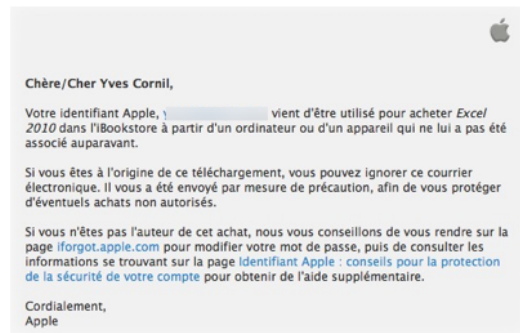 Chère/Cher Yves Cornil,
Votre identifiant Apple, vient d'être utilisé pour acheter Excel
2010 dans l'iBookstore à partir d'un ordinateur ou d'un appareil qui ne lui a pas été
associé auparavant.
Si vous êtes à l'origine de ce téléchargement, vous pouvez ignorer ce courrier
électronique. Il vous a été envoyé par mesure de précaution, afin de vous protéger
d'éventuels achats non autorisés.
Si vous n'êtes pas l'auteur de cet achat, nous vous conseillons de vous rendre sur la
page iforgot.apple.com pour modifier votre mot de passe, puis de consulter les
informations se trouvant sur la page Identifiant Apple : conseils pour la protection
de la sécurité de votre compte pour obtenir de l'aide supplémentaire.
Cordialement,
Apple